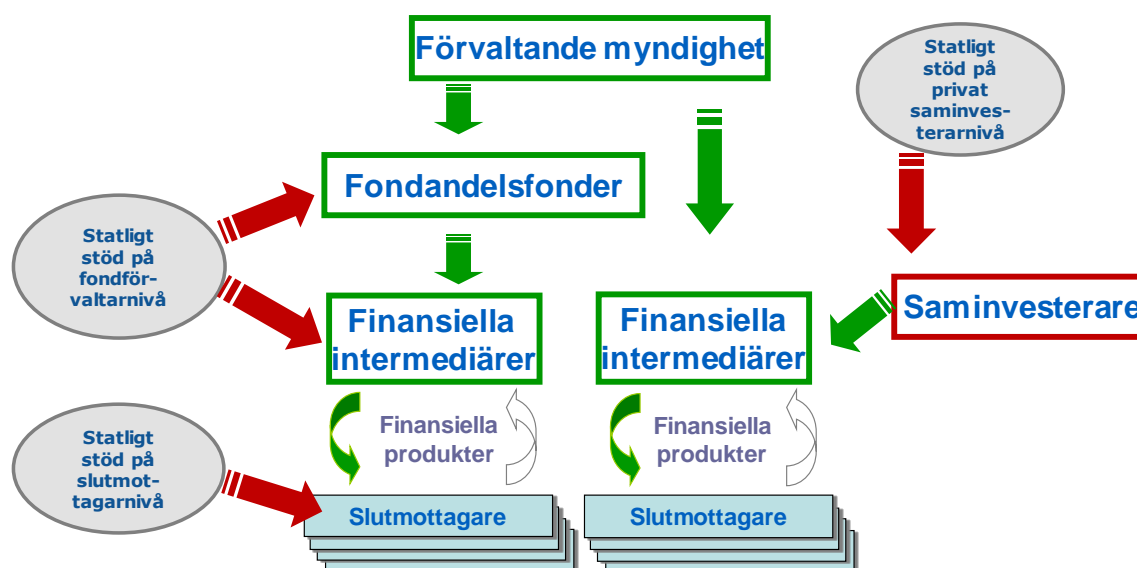 Förvaltande myndighet
Statligt
stöd på
privat
saminves-
terarnivå
Fondandelsfonder
Statligt
stöd på
fondför-
valtarnivå
Finansiella
intermediärer
Finansiella
intermediärer
Saminvesterare
Finansiella
produkter
Finansiella
produkter
Statligt
stöd på
slutmot-
tagarnivå
Slutmottagare
Slutmottagare